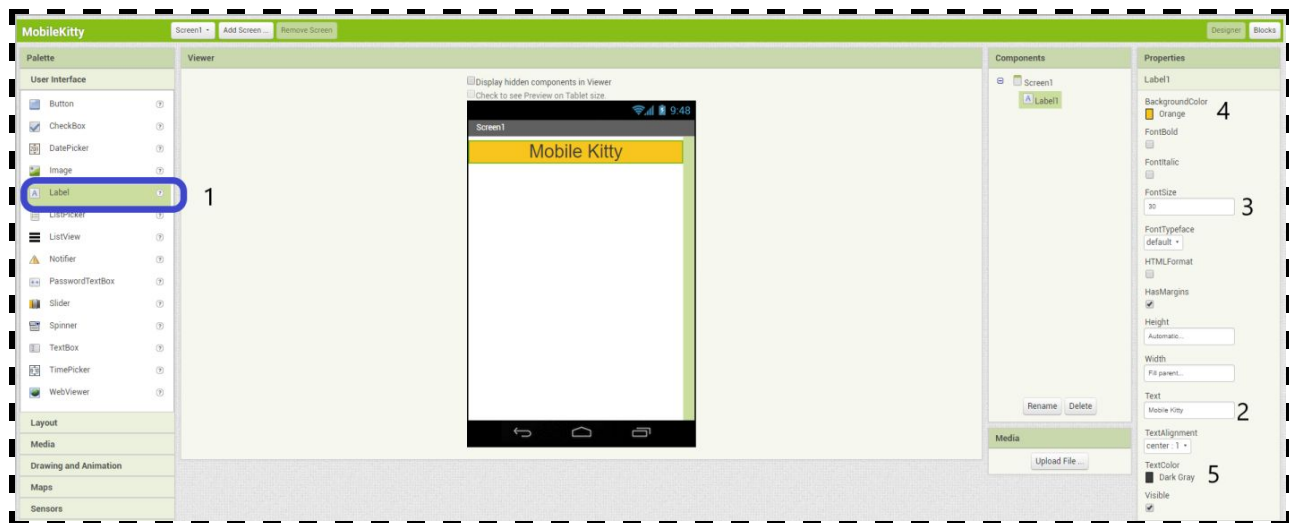 MobileKitty
Screen1
Add Screen ...
Remove Screen
Designer
Blocks
Palette
User Interface
Button
CheckBox
DatePicker
Image
Label
1
ListPicker
ListView
Notifier
PasswordTextBox
Slider
Spinner
TextBox
TimePicker
WebViewer
Layout
Media
Drawing and Animation
Maps
Sensors
Viewer
Display hidden components in Viewer
Check to see Preview on Tablet size.
9:48
Screen1
Mobile Kitty
Components
Screen1
Label1
Rename
Delete
Media
Upload File ...
Properties
Label1
BackgroundColor
Orange
4
FontBold
FontItalic
FontSize
30
3
FontTypeface
default
HTMLFormat
HasMargins
Height
Automatic...
Width
Fill parent...
Text
Mobile Kitty
2
TextAlignment
center : 1
TextColor
Dark Gray
5
Visible